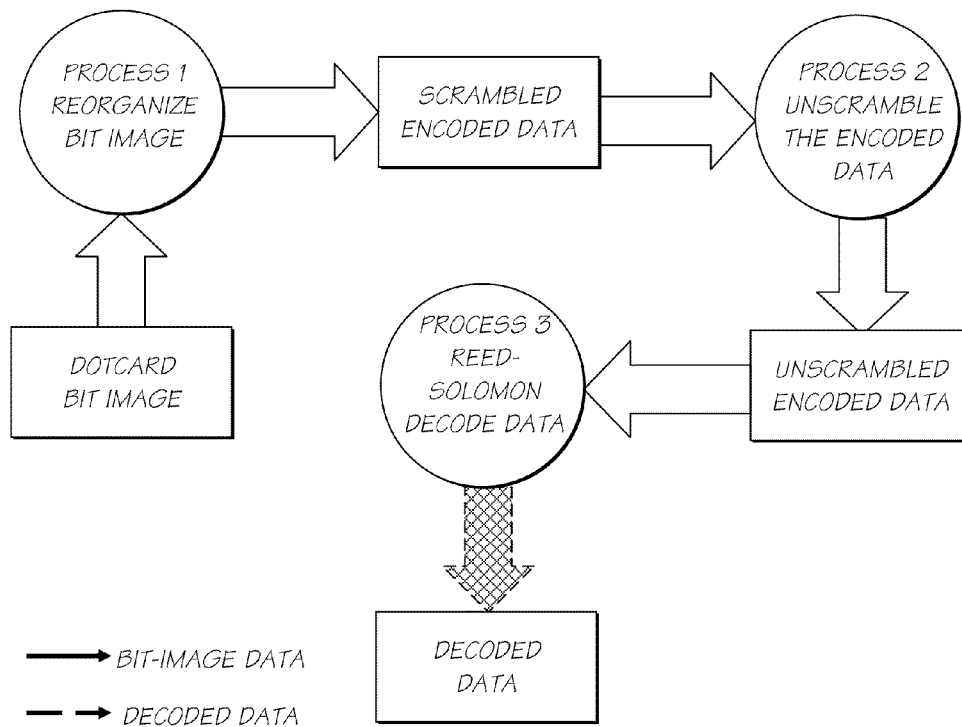 PROCESS 1
REORGANIZE
BIT IMAGE
SCRAMBLED
ENCODED DATA
PROCESS 2
UNSCRAMBLE
THE ENCODED
DATA
DOTCARD
BIT IMAGE
PROCESS 3
REED-
SOLOMON
DECODE DATA
UNSCRAMBLED
ENCODED DATA
DECODED
DATA
BIT-IMAGE DATA
DECODED DATA